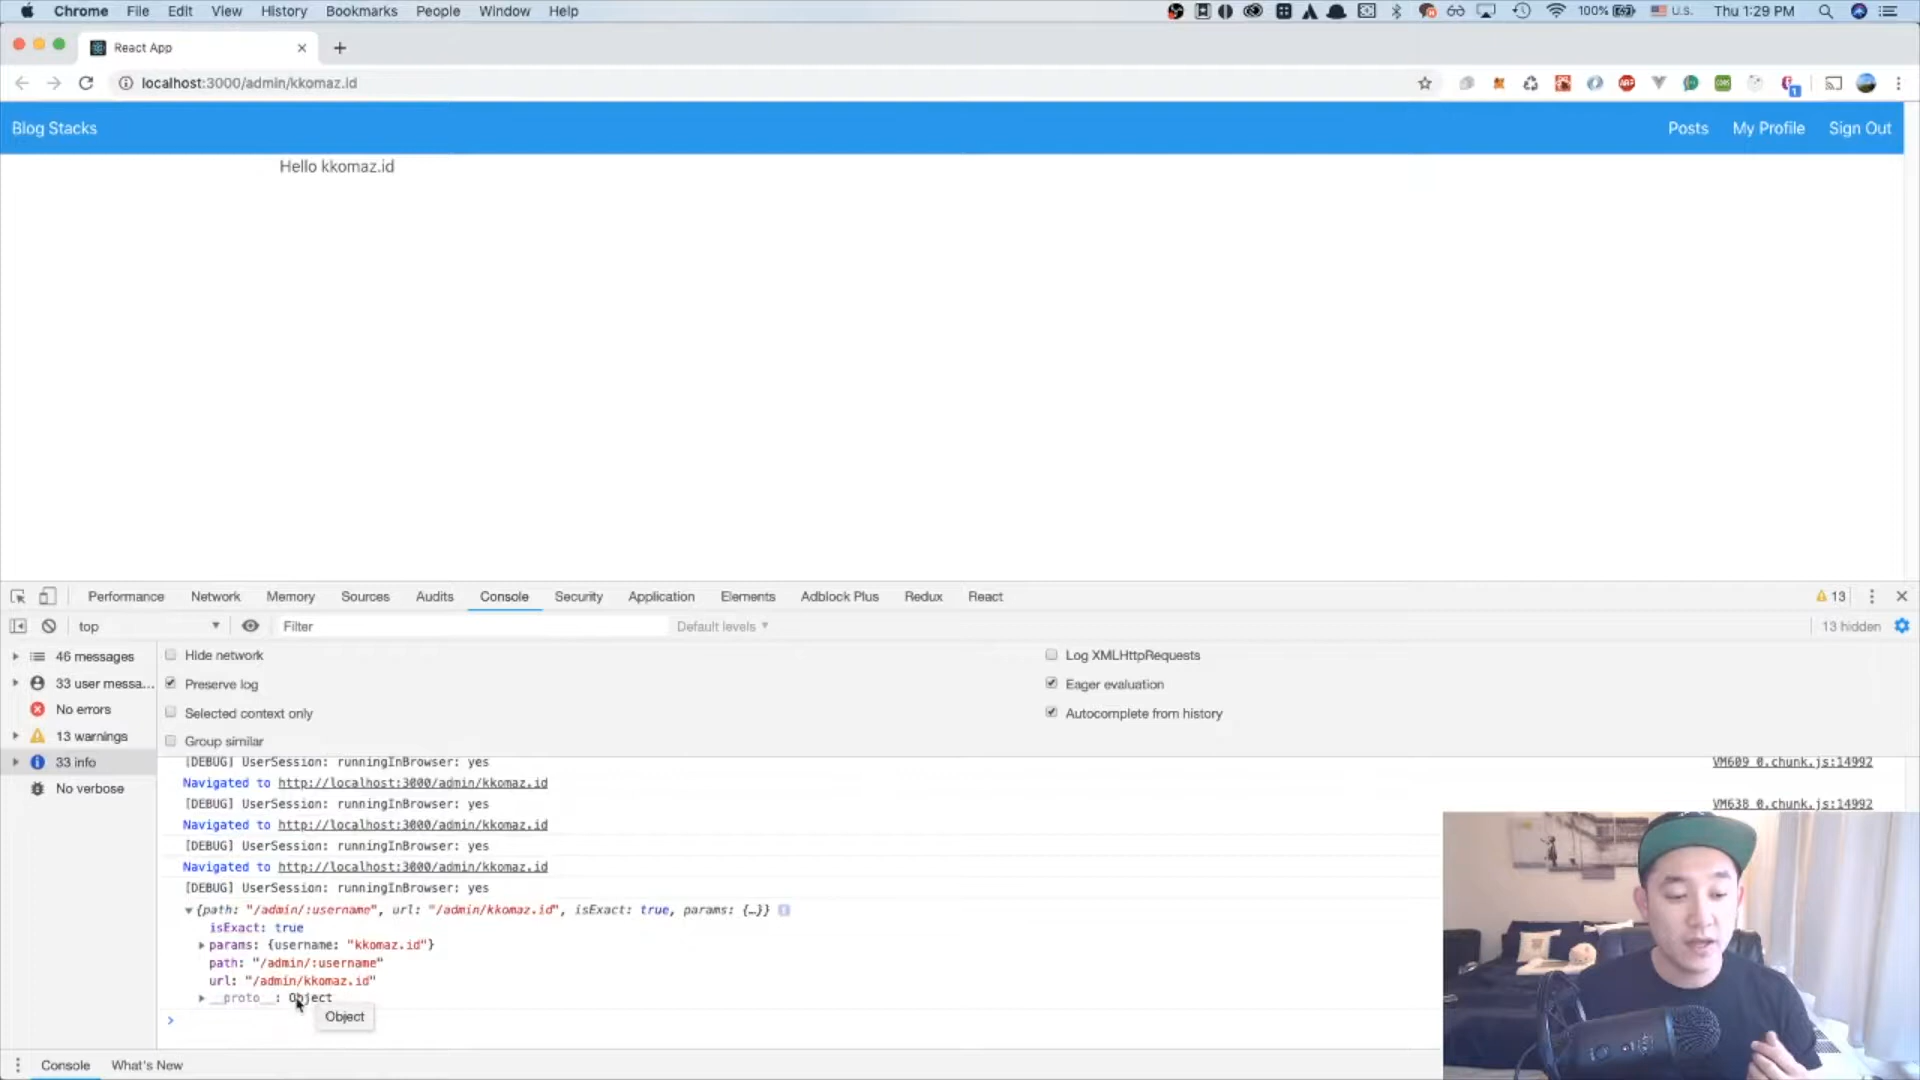 Chrome File Edit View History Bookmarks People Window Help 100% U.S. Thu 1:29 PM
React App
localhost:3000/admin/kkomaz.id
ABP
1
Blog Stacks Posts My Profile Sign Out
Hello kkomaz.id
Performance Network Memory Sources Audits Console Security Application Elements Adblock Plus Redux React 13
top Filter Default levels 13 hidden
46 messages
33 user messa...
No errors
13 warnings
33 info
No verbose
Hide network Log XMLHttpRequests
Preserve log Eager evaluation
Selected context only Autocomplete from history
Group similar
[DEBUG] UserSession: runningInBrowser: yes VM609 0.chunk.js:14992
Navigated to http://localhost:3000/admin/kkomaz.id
[DEBUG] UserSession: runningInBrowser: yes VM638 0.chunk.js:14992
Navigated to http://localhost:3000/admin/kkomaz.id
[DEBUG] UserSession: runningInBrowser: yes
Navigated to http://localhost:3000/admin/kkomaz.id
[DEBUG] UserSession: runningInBrowser: yes
{path: "/admin/:username", url: "/admin/kkomaz.id", isExact: true, params: {…}}
isExact: true
params: {username: "kkomaz.id"}
path: "/admin/:username"
url: "/admin/kkomaz.id"
__proto__: Object
Object
>
Console What's New